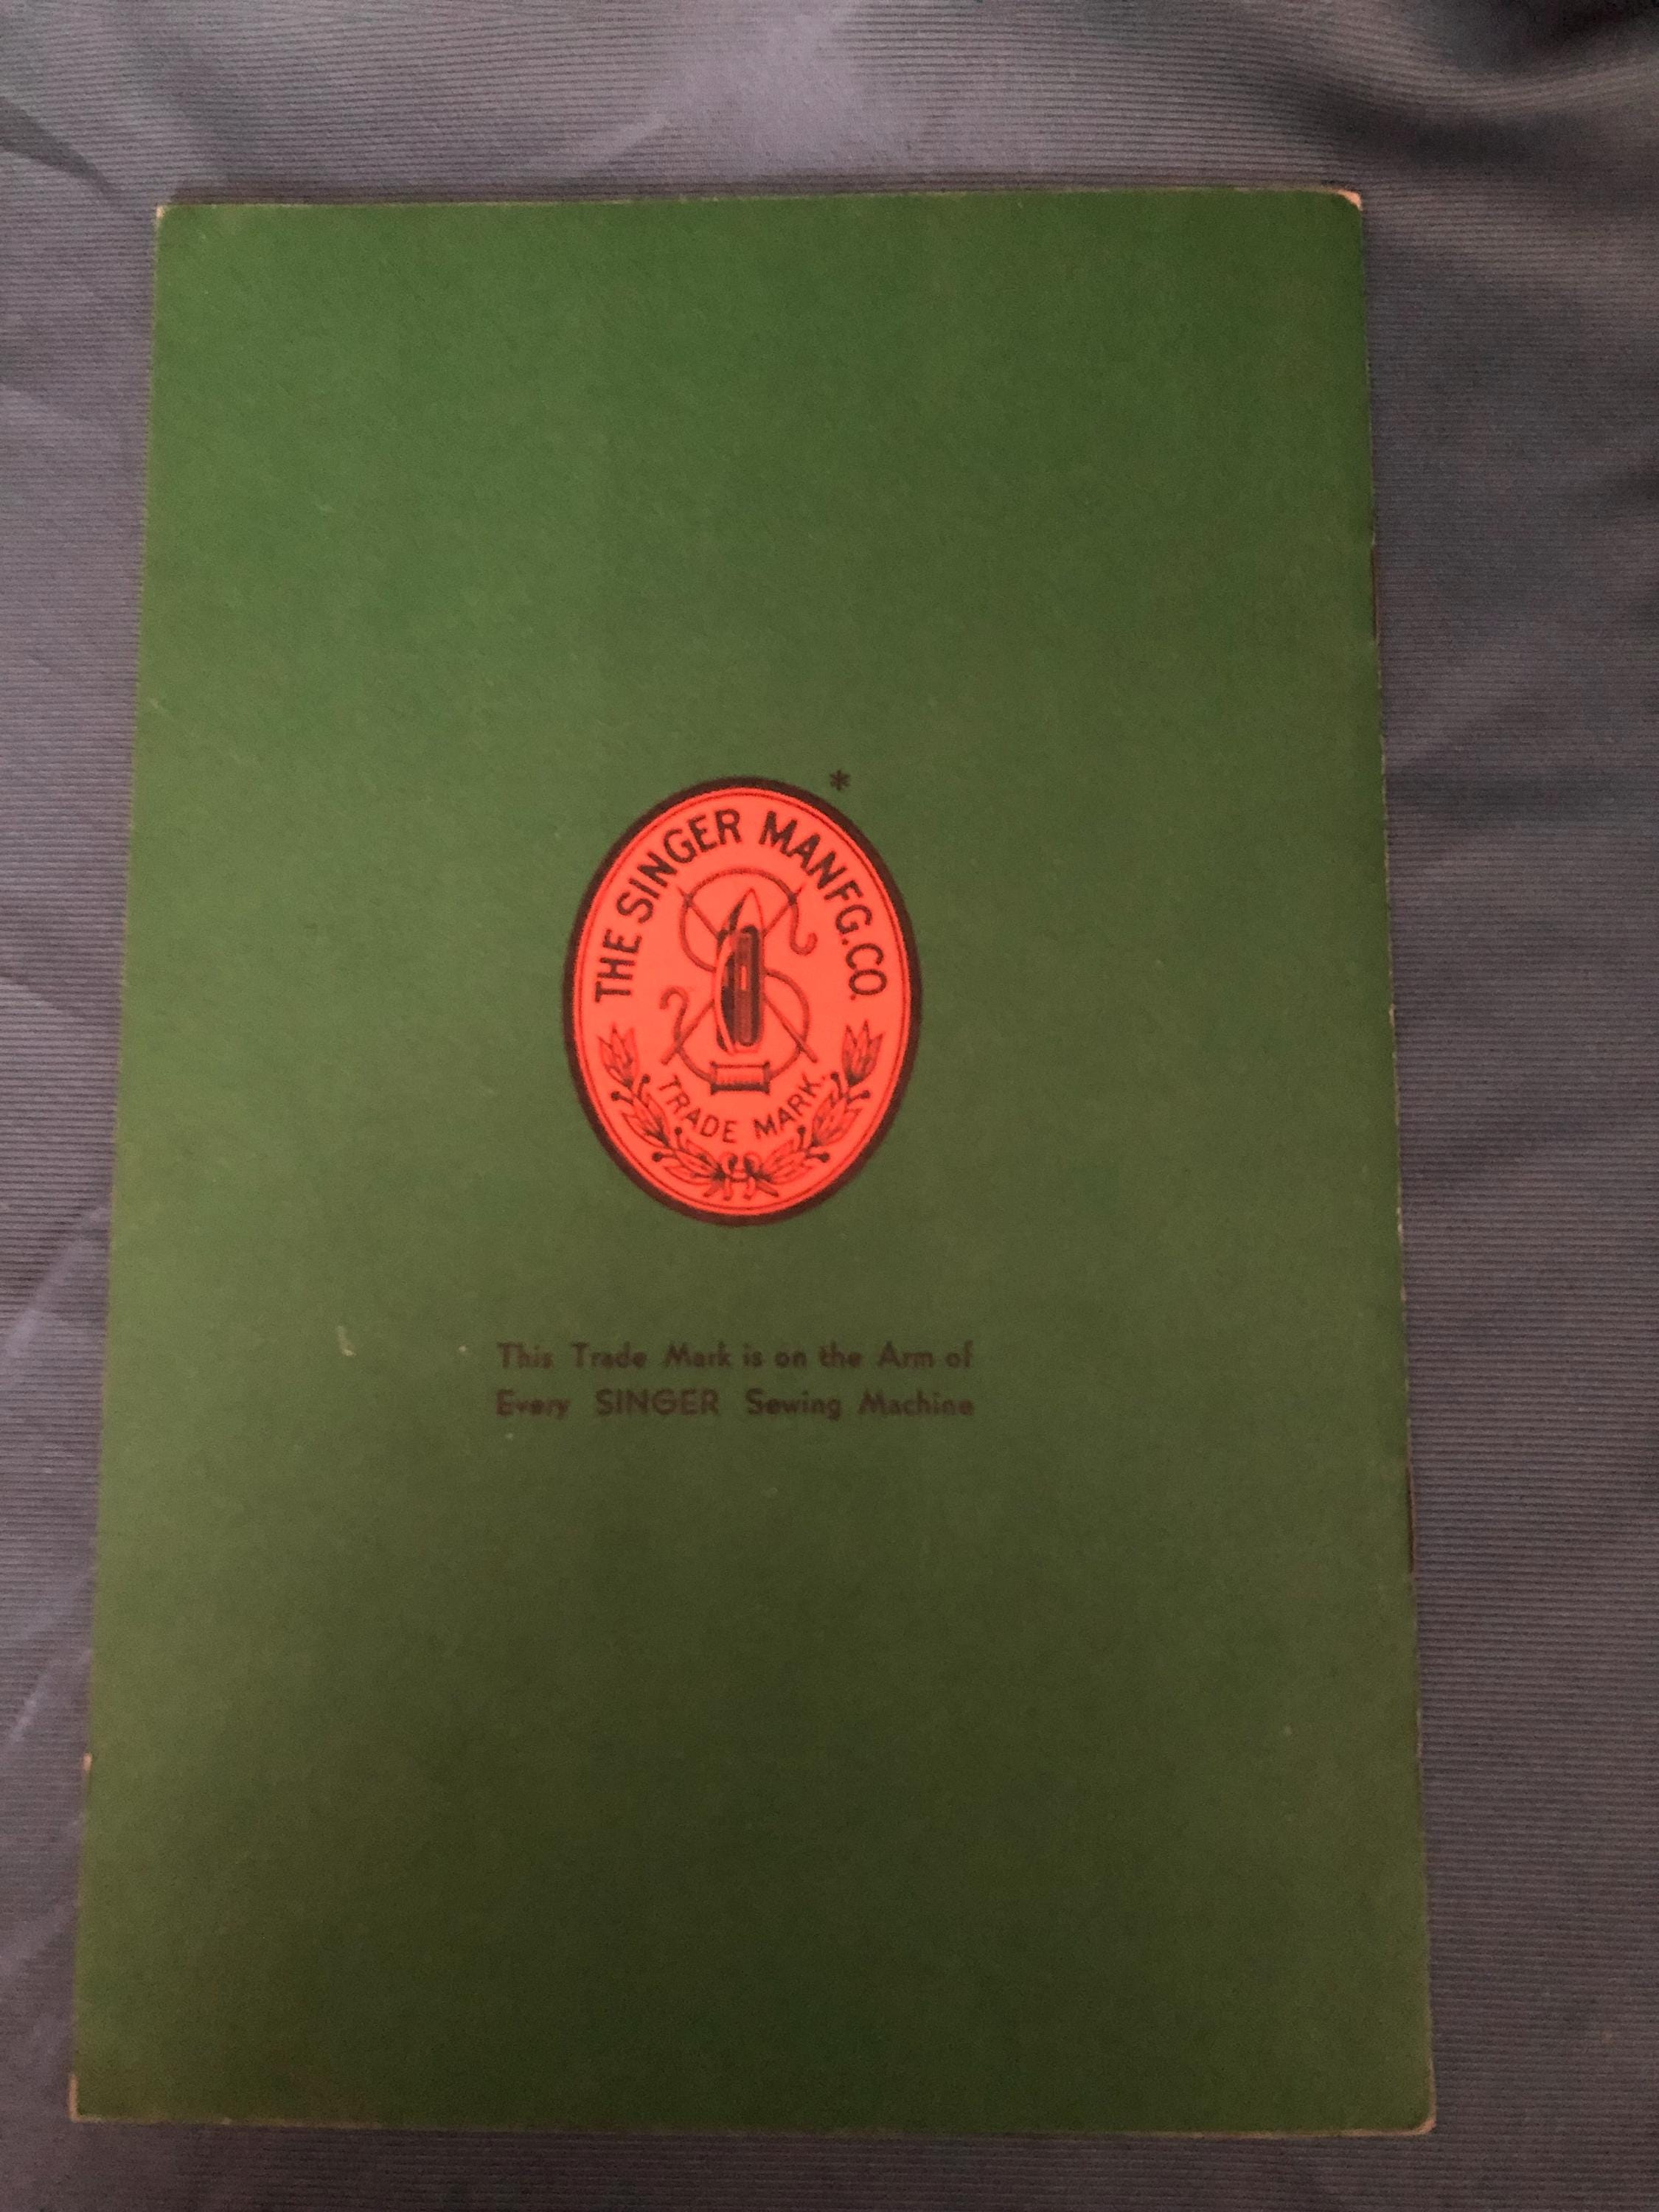 *
THE SINGER MANFG. CO.
TRADE MARK.
This Trade Mark is on the Arm of
Every SINGER Sewing Machine